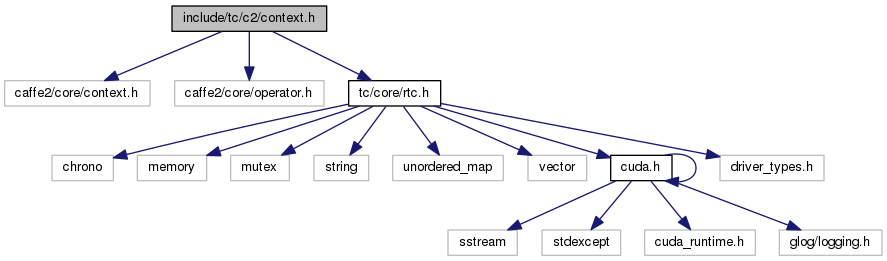 include/tc/c2/context.h
caffe2/core/context.h
caffe2/core/operator.h
tc/core/rtc.h
chrono
memory
mutex
string
unordered_map
vector
cuda.h
driver_types.h
sstream
stdexcept
cuda_runtime.h
glog/logging.h